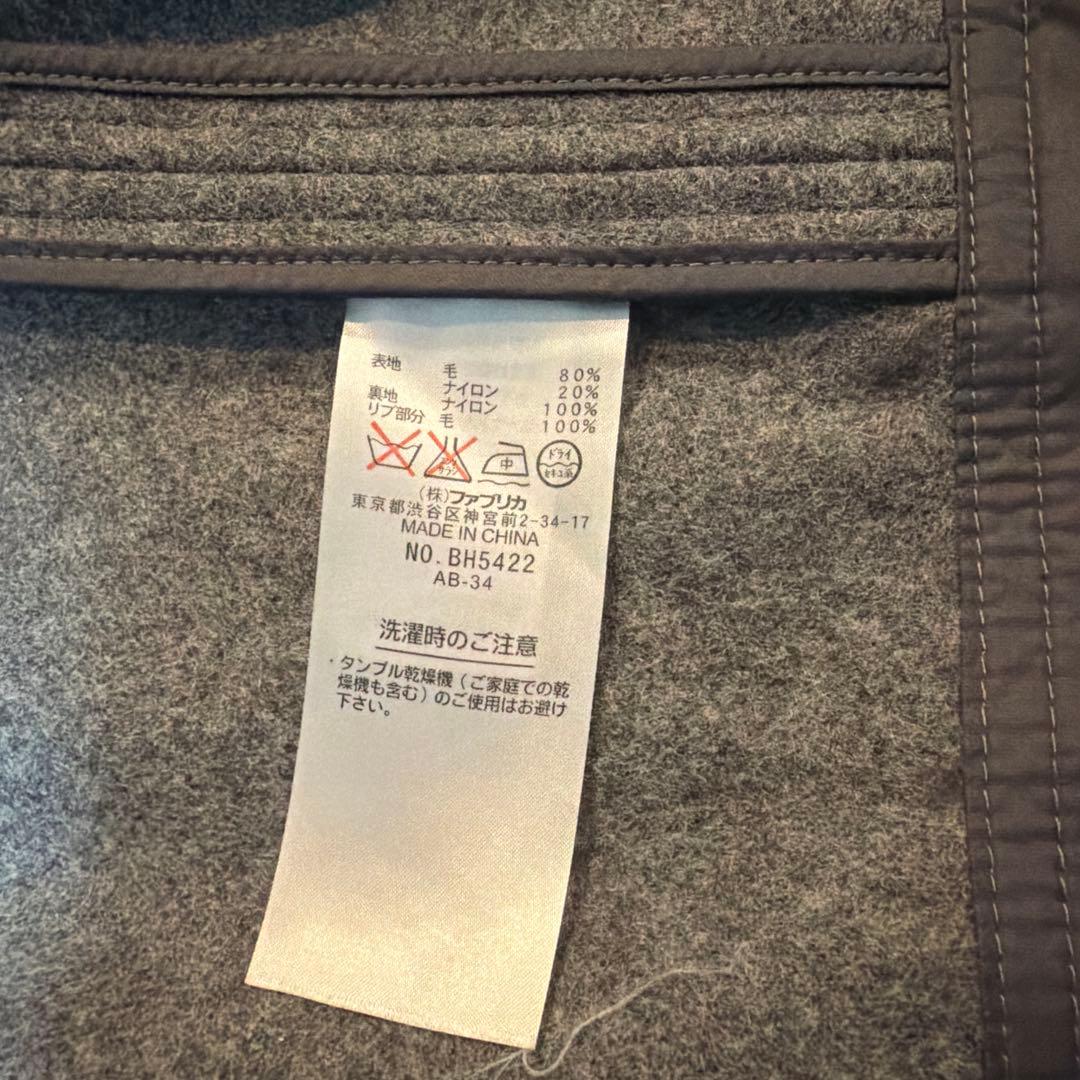 表地 毛 80%
ナイロン 20%
裏地 ナイロン 100%
リブ部分 毛 100%
中 ドライ
セキユ系
(株)ファブリカ
東京都渋谷区神宮前2-34-17
MADE IN CHINA
NO. BH5422
AB-34
洗濯時のご注意
・タンブル乾燥機(ご家庭での乾
燥機も含む)のご使用はお避け
下さい。